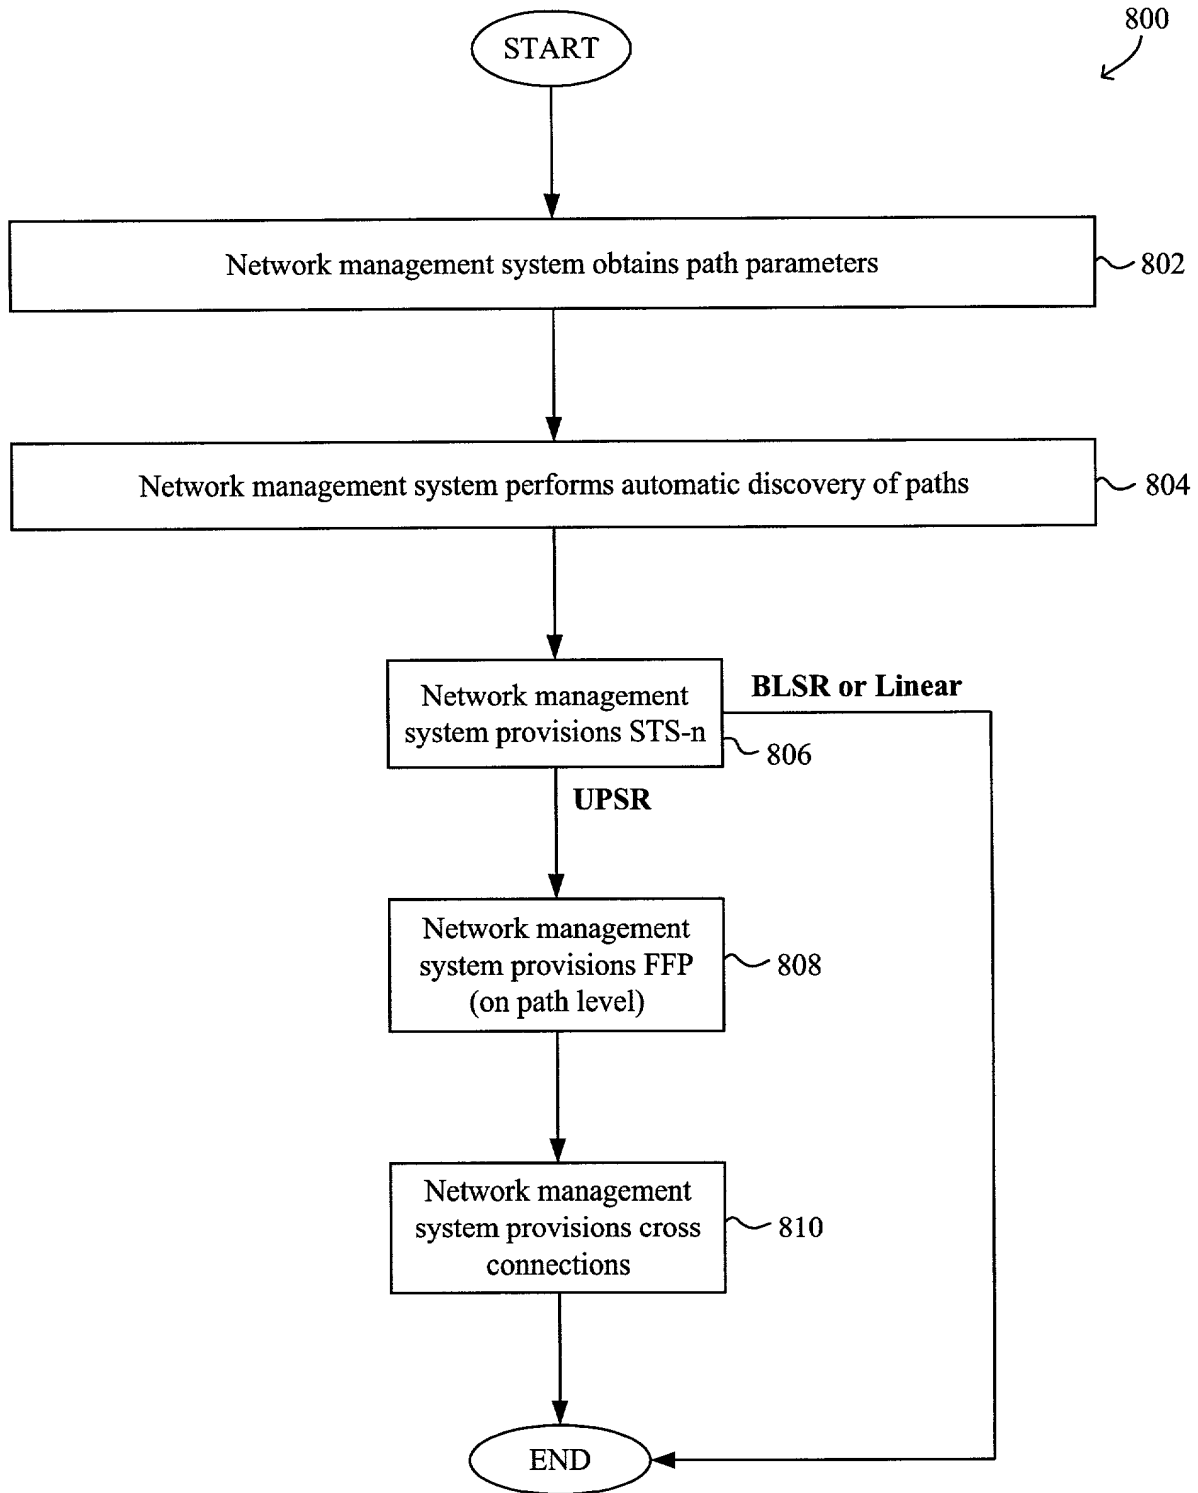 800
START
Network management system obtains path parameters
802
Network management system performs automatic discovery of paths
804
Network management
system provisions STS-n
806
BLSR or Linear
UPSR
Network management
system provisions FFP
(on path level)
808
Network management
system provisions cross
connections
810
END